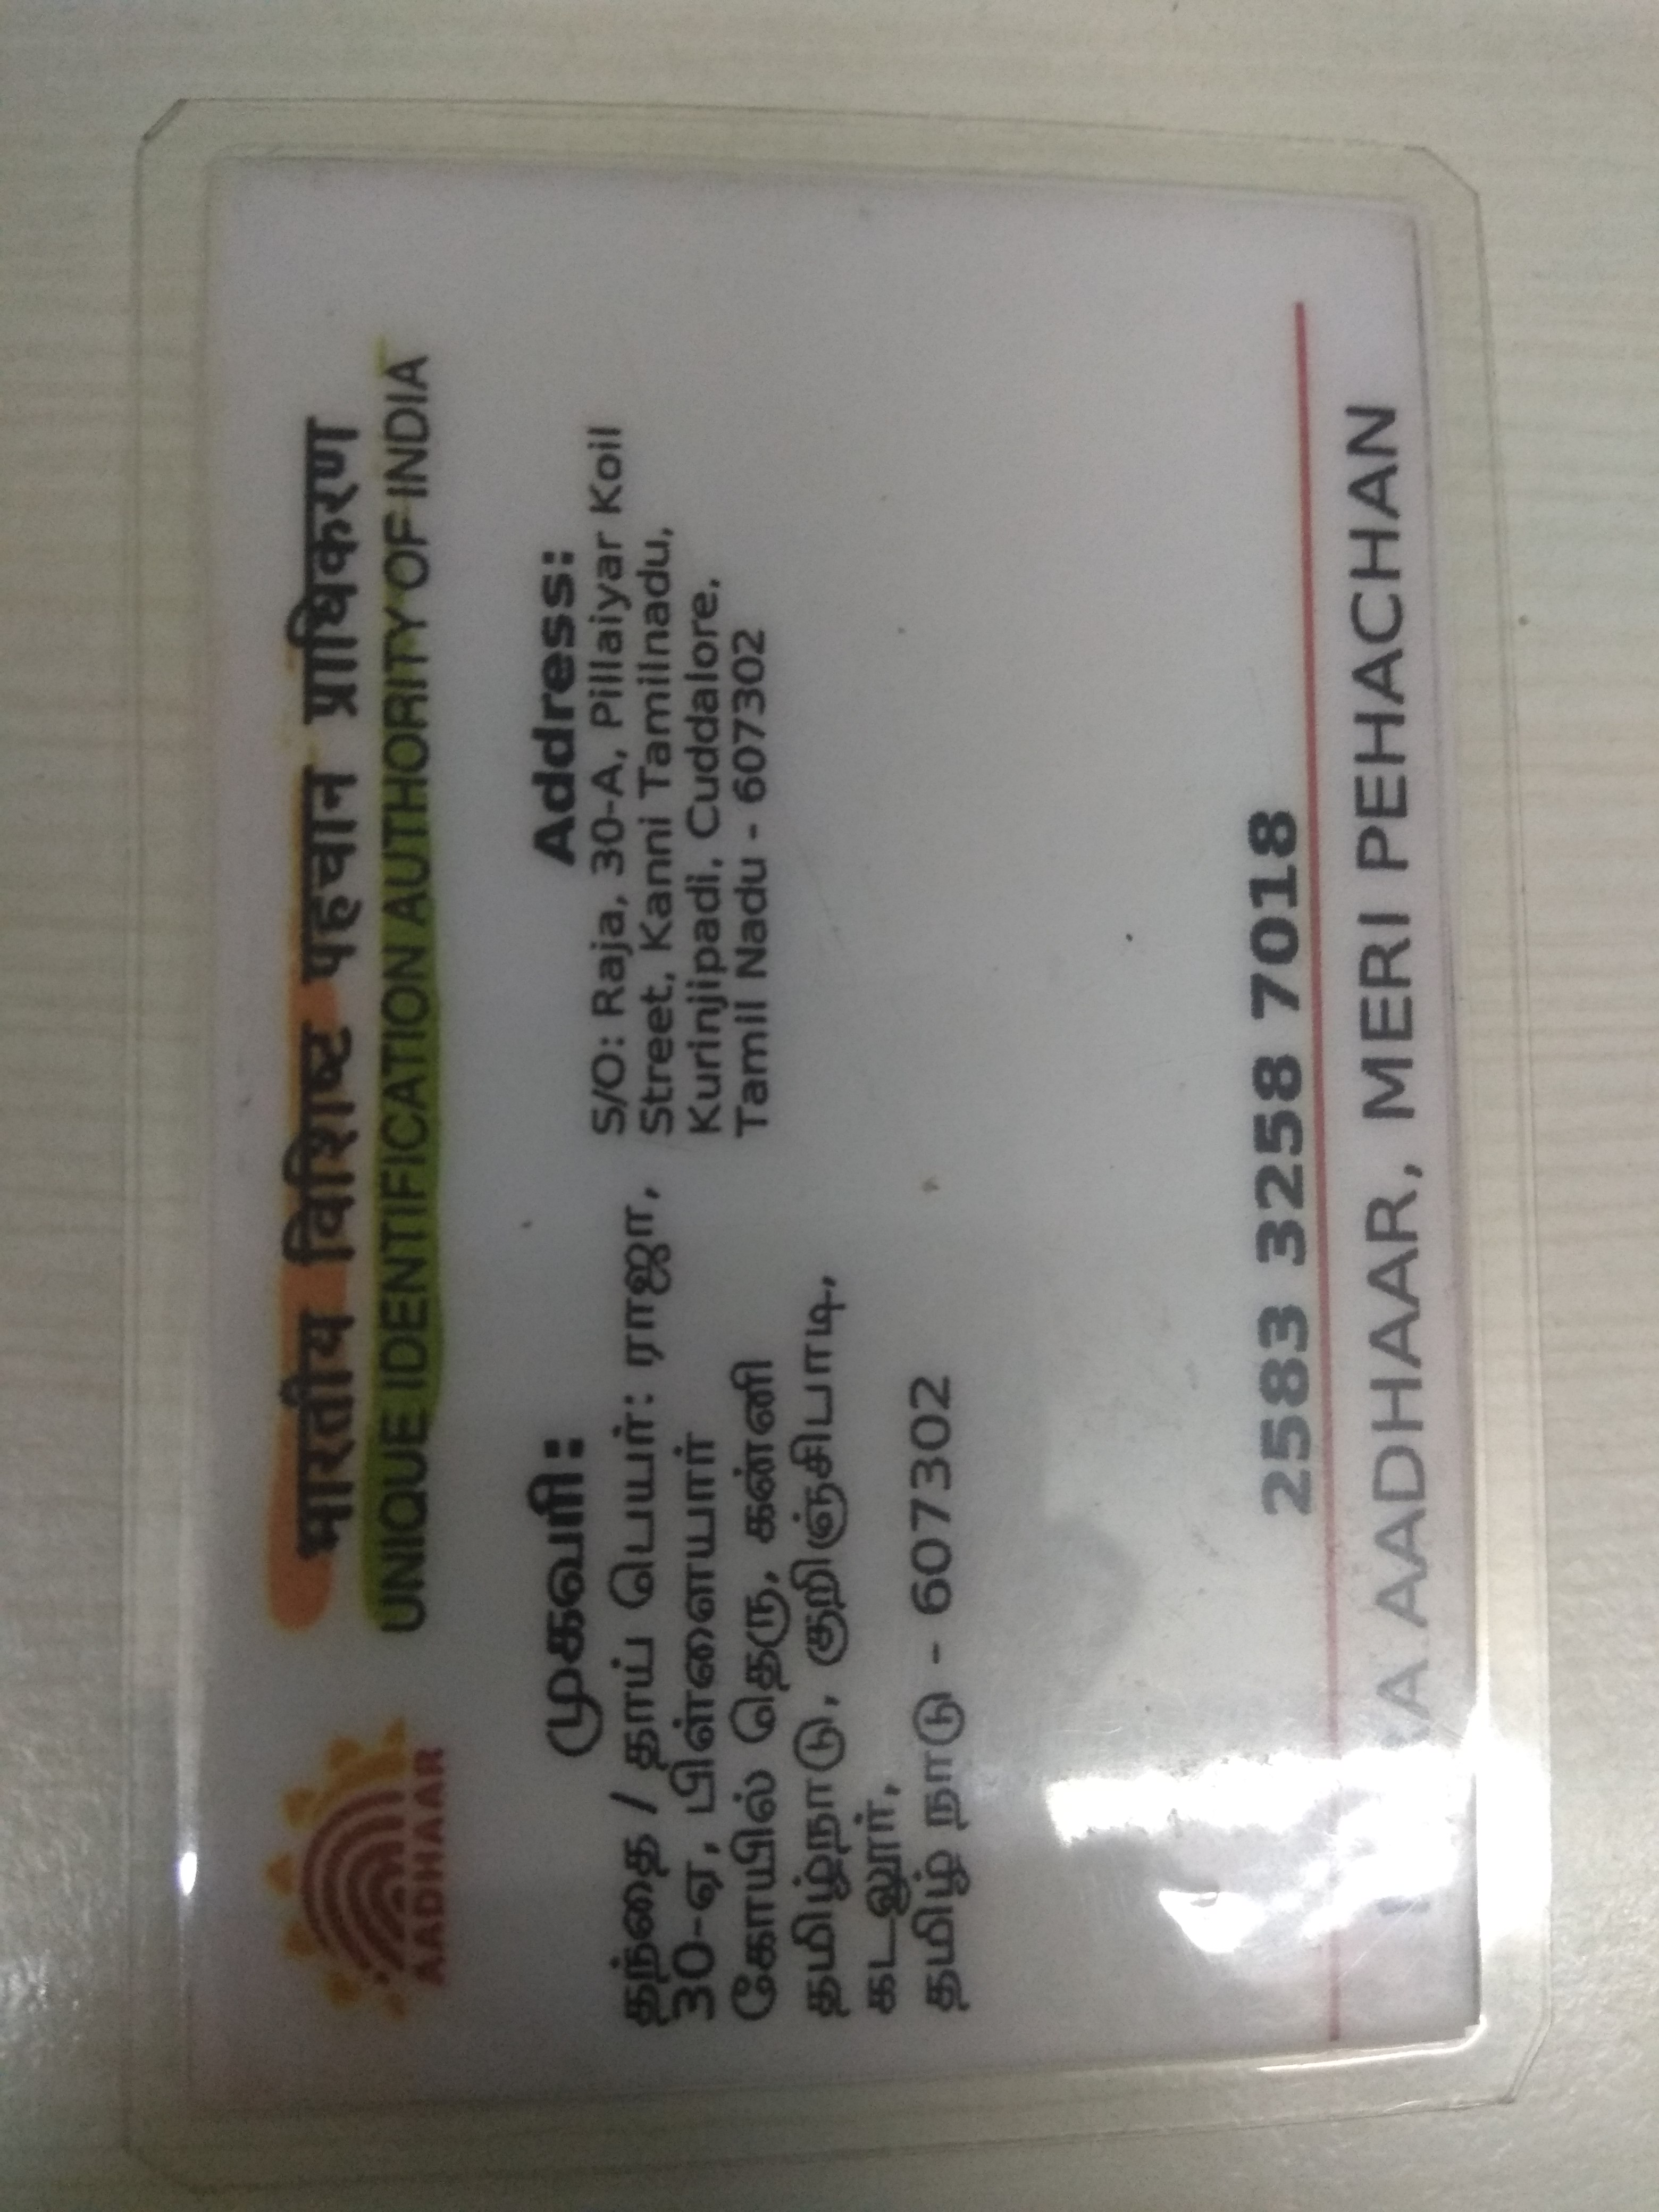 भारतीय विशिष्ट पहचान प्राधिकरण
UNIQUE IDENTIFICATION AUTHORITY OF INDIA
AADHAAR
முகவரி:
தந்தை / தாய் பெயர்: ராஜா,
30-ஏ, பிள்ளையார்
கோயில் தெரு, கன்னி
தமிழ்நாடு, குறிஞ்சிபாடி,
கடலூர்,
தமிழ் நாடு - 607302
Address:
S/O: Raja, 30-A, Pillaiyar Koil
Street, Kanni Tamilnadu,
Kurinjipadi, Cuddalore,
Tamil Nadu - 607302
2583 3258 7018
AADHAAR, MERI PEHACHAN